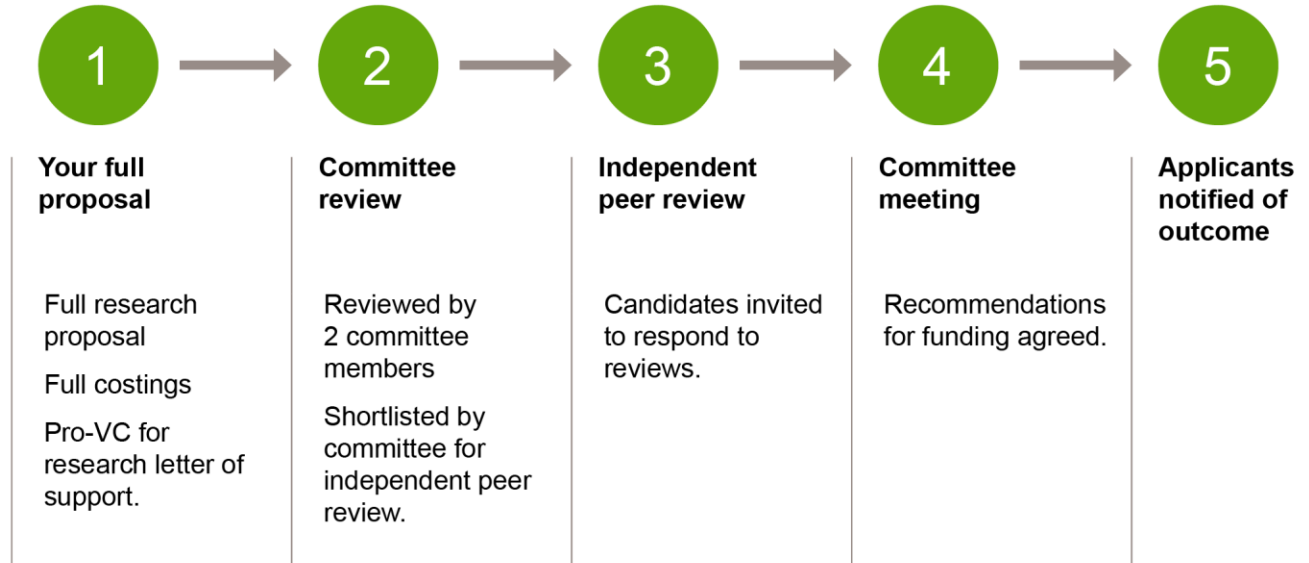 1
2
3
4
5
Your full
proposal
Full research
proposal
Full costings
Pro-VC for
research letter of
support.
Committee
review
Reviewed by
2 committee
members
Shortlisted by
committee for
independent peer
review.
Independent
peer review
Candidates invited
to respond to
reviews.
Committee
meeting
Recommendations
for funding agreed.
Applicants
notified of
outcome